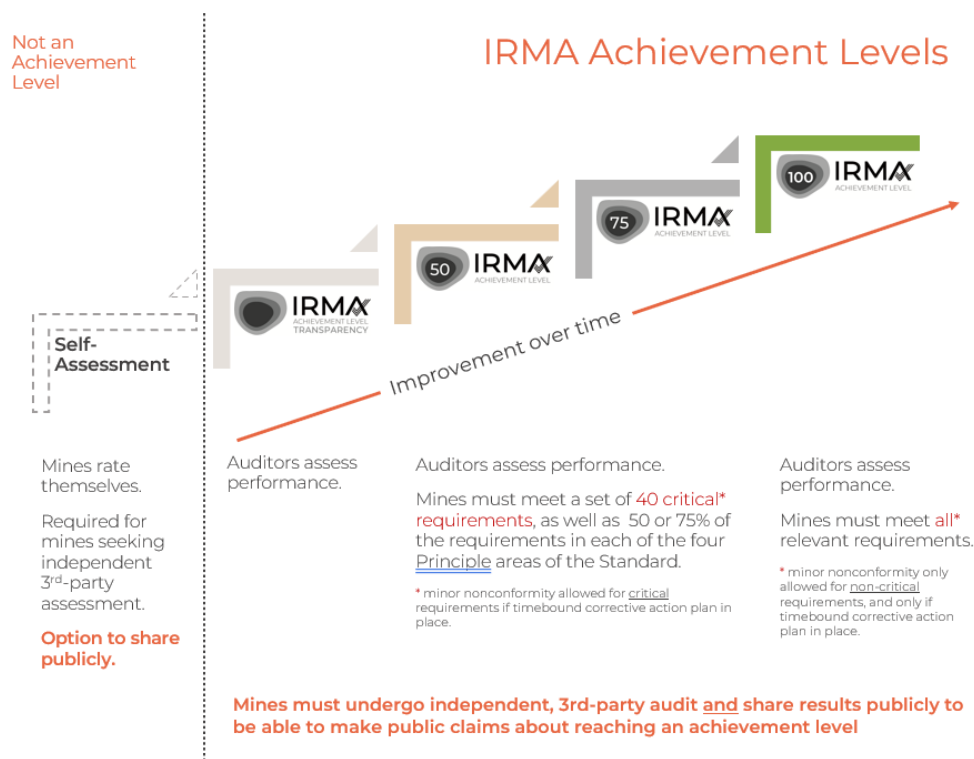 Not an
Achievement
Level
IRMA Achievement Levels
Self-
Assessment
IRMA
ACHIEVEMENT LEVEL
TRANSPARENCY
50
IRMA
ACHIEVEMENT LEVEL
75
IRMA
ACHIEVEMENT LEVEL
100
IRMA
ACHIEVEMENT LEVEL
Improvement over time
Mines rate
themselves.
Required for
mines seeking
independent
3rd-party
assessment.
Option to share
publicly.
Auditors assess
performance.
Auditors assess performance.
Mines must meet a set of 40 critical*
requirements, as well as 50 or 75% of
the requirements in each of the four
Principle areas of the Standard.
* minor nonconformity allowed for critical
requirements if timebound corrective action plan in
place.
Auditors assess
performance.
Mines must meet all*
relevant requirements.
* minor nonconformity only
allowed for non-critical
requirements, and only if
timebound corrective action
plan in place.
Mines must undergo independent, 3rd-party audit and share results publicly to
be able to make public claims about reaching an achievement level